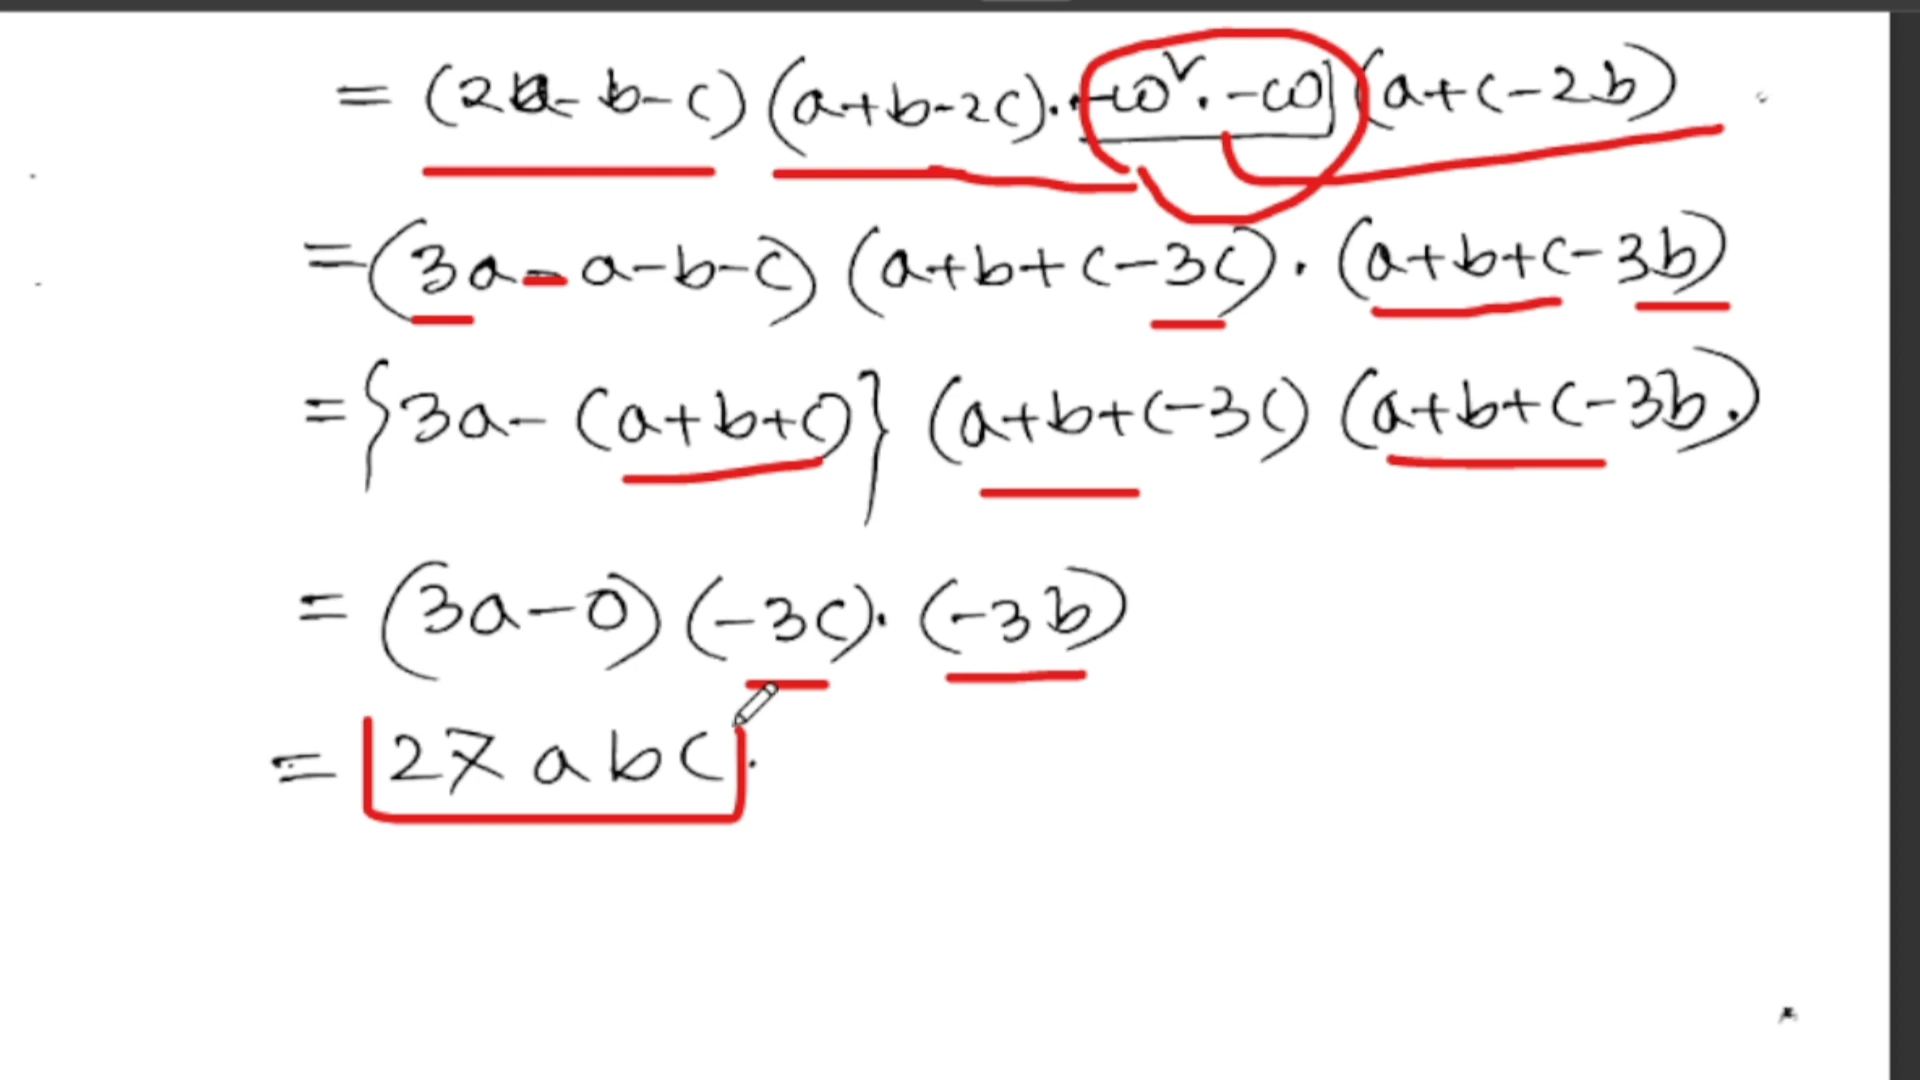 = (2a-b-c)(a+b-2c)·-ω²·-ω(a+c-2b)
=(3a-a-b-c)(a+b+c-3c)·(a+b+c-3b)
={3a-(a+b+c)}(a+b+c-3c)(a+b+c-3b)
= (3a-0)(-3c)·(-3b)
= 27abc.